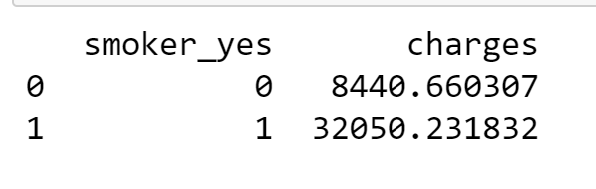 smoker_yes charges
0 0 8440.660307
1 1 32050.231832